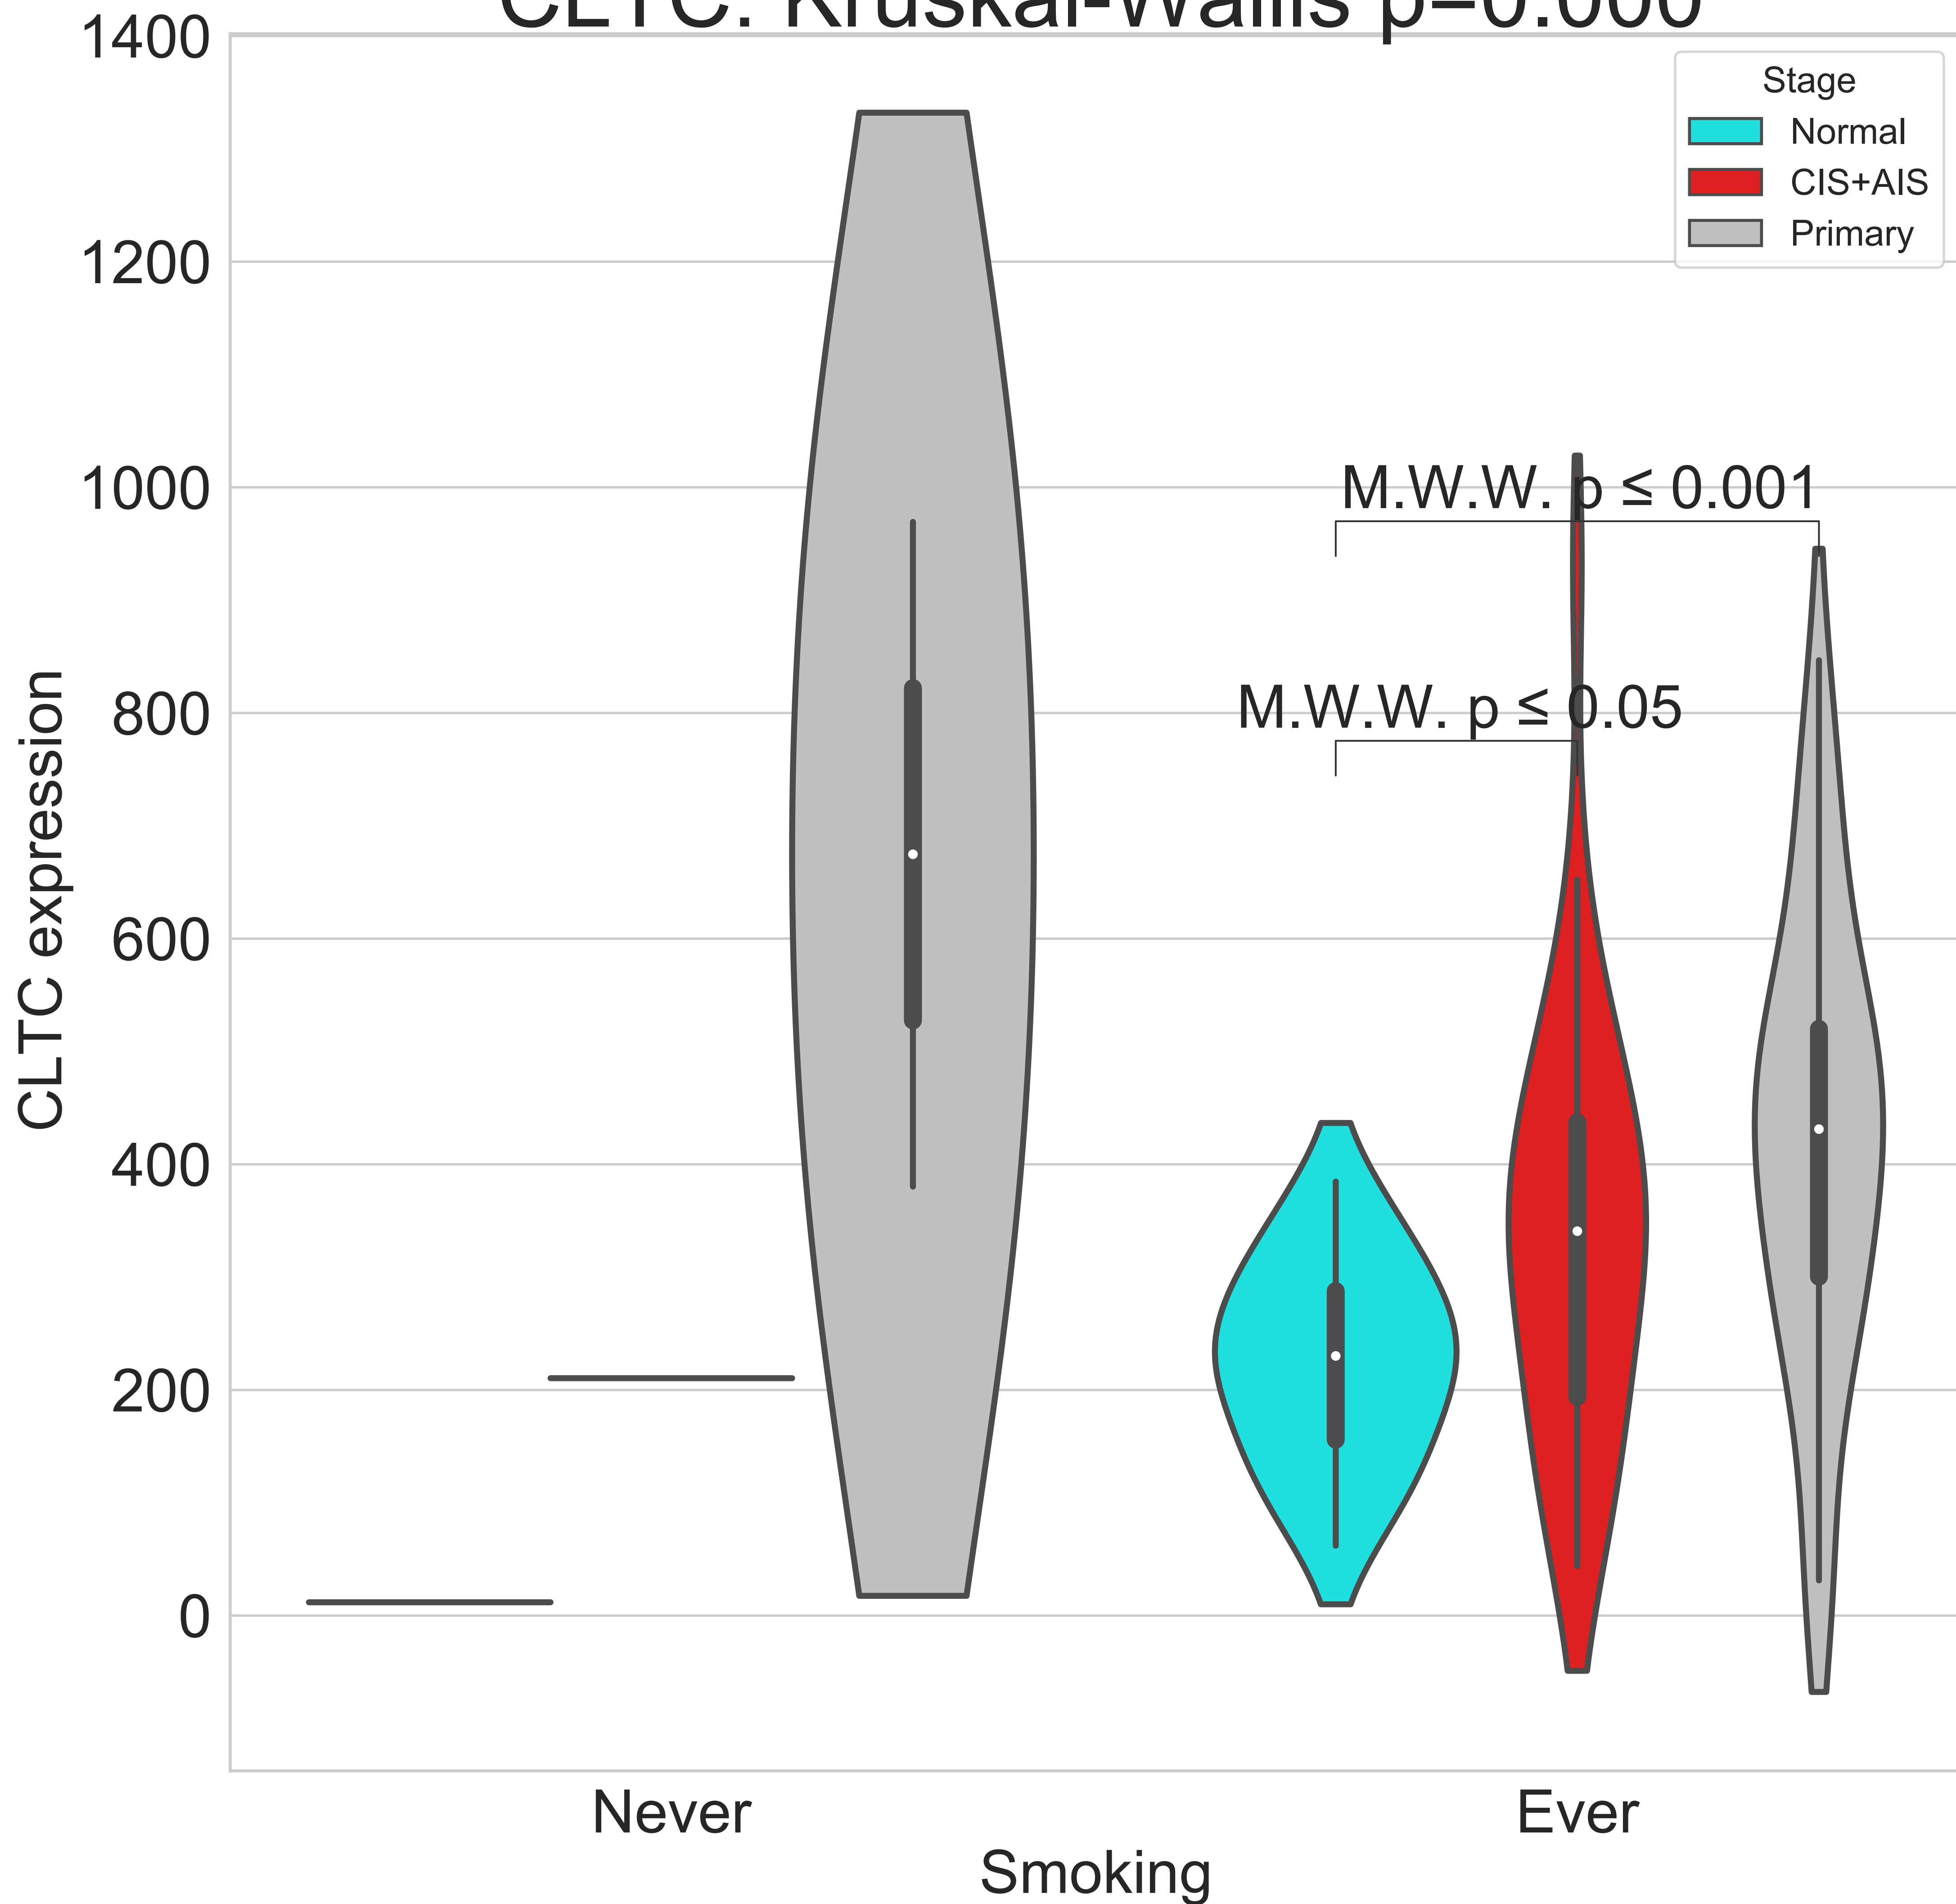 CLTC: Kruskal-Wallis p=0.000
1400
1200
1000
800
600
400
200
0
CLTC expression
Stage
Normal
CIS+AIS
Primary
M.W.W. p ≤ 0.001
M.W.W. p ≤ 0.05
Never
Ever
Smoking